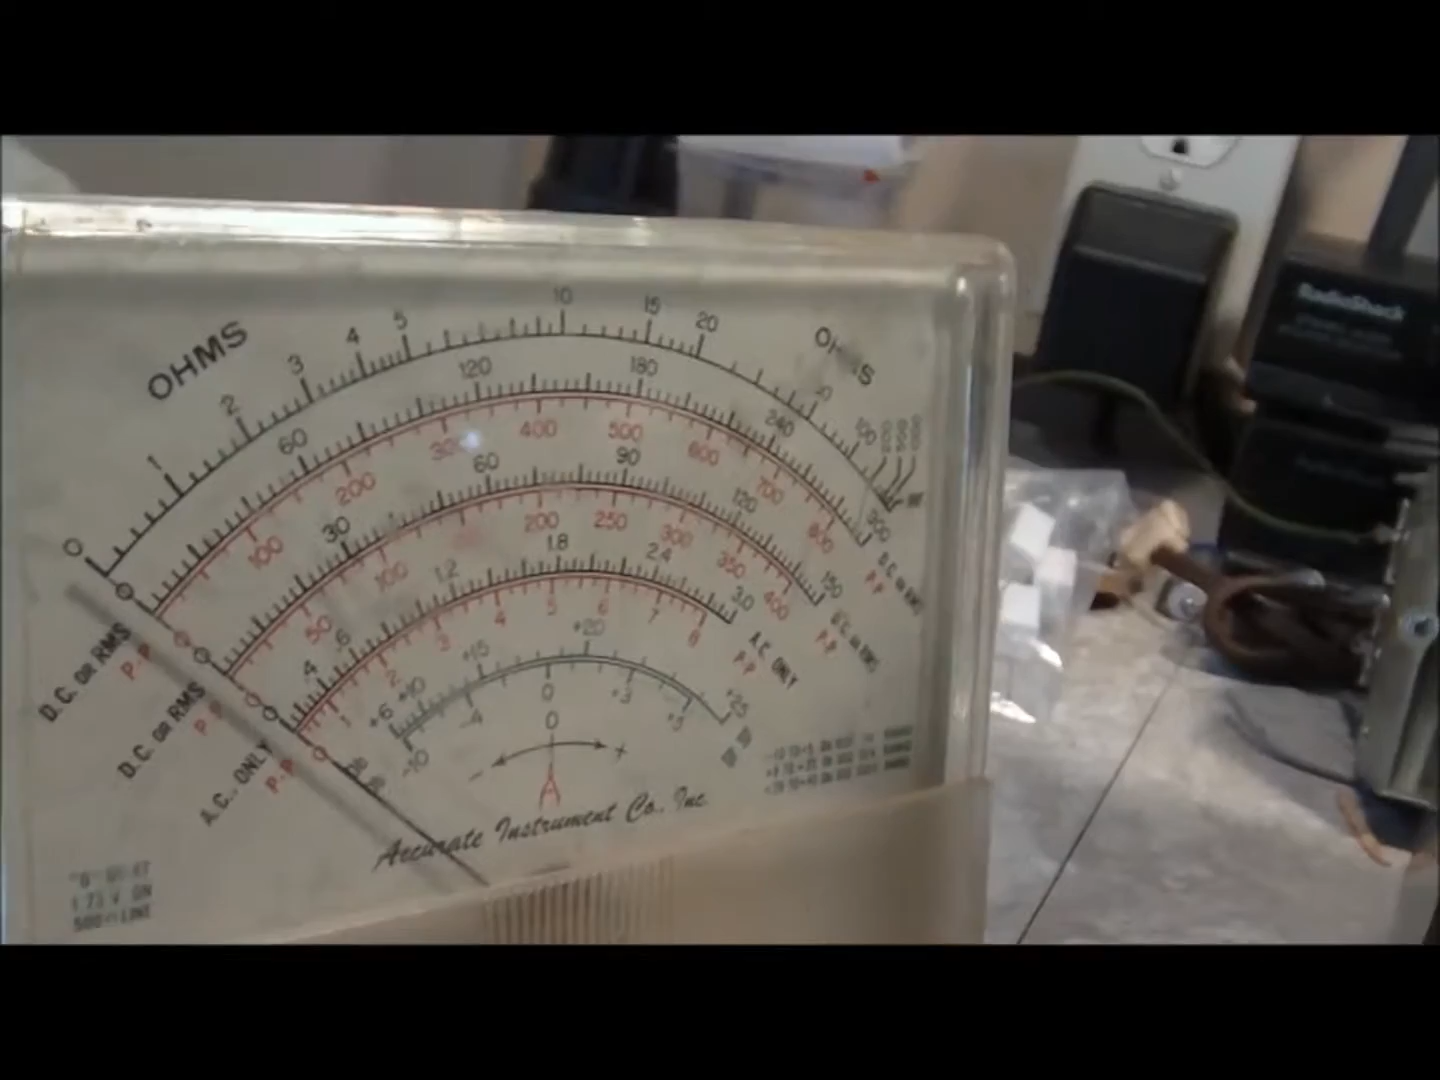 OHMS
OHMS
0 1 2 3 4 5 10 15 20 100
60 120 180 240 300
100 200 300 400 500 600 700 800
30 60 90 120 150
50 100 200 250 300 350 400
.4 .6 1.2 1.8 2.4 3.0
1 2 3 4 5 6 7 8
+6 +10 +15 +20 +25
-10 -4 0 +3
0
- +
A
D.C. OR RMS
P.P
D.C. OR RMS
P
A.C. ONLY
P.P
D.C. OR RMS
P.P
D.C. OR RMS
P.P
A.C. ONLY
P.P
Accurate Instrument Co., Inc.
RadioShack